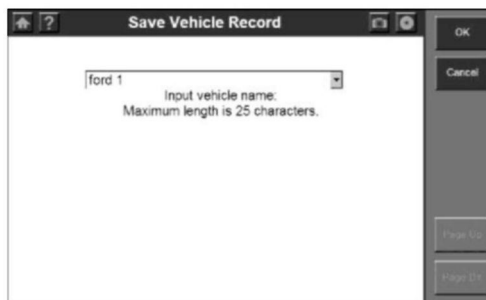 ?
Save Vehicle Record
OK
Cancel
ford 1
Input vehicle name:
Maximum length is 25 characters.
Page Up
Page Dn